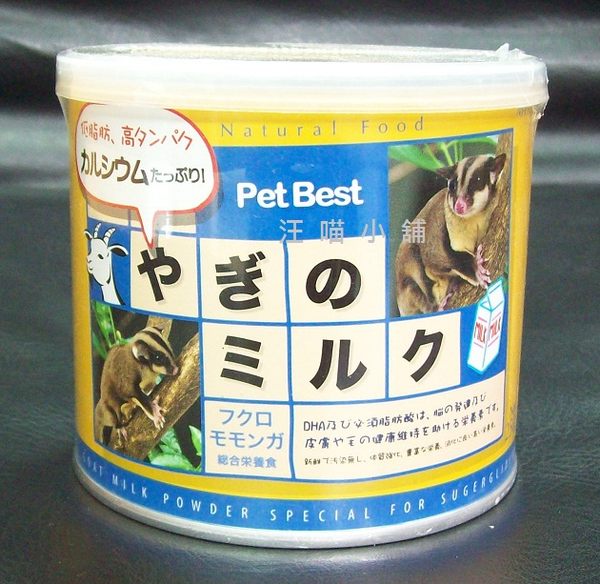 Natural Food
低脂肪、高タンパク
カルシウムたっぷり!
Pet Best
汪喵小舖
やぎの
ミルク
MILK MILK
フクロ
モモンガ
総合栄養食
DHA及び必須脂肪酸は、脳の発達及び
皮膚や毛の健康維持を助ける栄養素です。
GOAT MILK POWDER SPECIAL FOR SUGERGLID